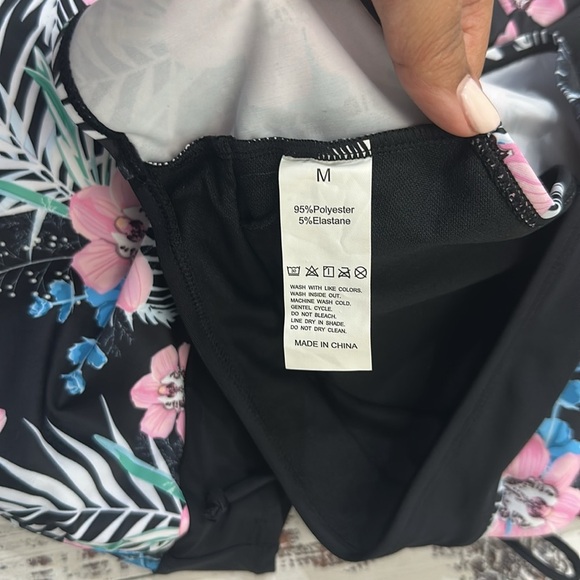 M
95%Polyester
5%Elastane
WASH WITH LIKE COLORS.
WASH INSIDE OUT.
MACHINE WASH COLD.
GENTEL CYCLE.
DO NOT BLEACH.
LINE DRY IN SHADE.
DO NOT DRY CLEAN.
MADE IN CHINA